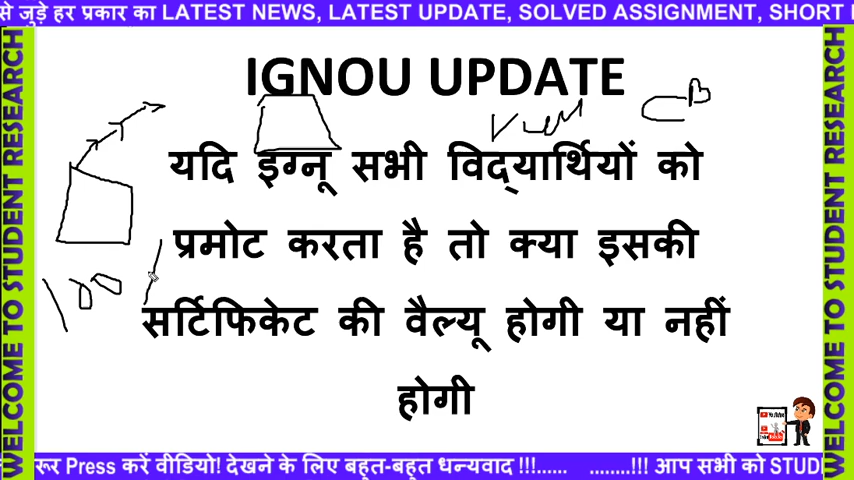 से जुड़े हर प्रकार का LATEST NEWS, LATEST UPDATE, SOLVED ASSIGNMENT, SHORT
IGNOU UPDATE
यदि इग्नू सभी विद्यार्थियों को
प्रमोट करता है तो क्या इसकी
सर्टिफिकेट की वैल्यू होगी या नहीं
होगी
WELCOME TO STUDENT RESEARCH
WELCOME TO STUDENT RESEARCH
रूर Press करें वीडियो! देखने के लिए बहुत-बहुत धन्यवाद !!!...... ........!!! आप सभी को STUD